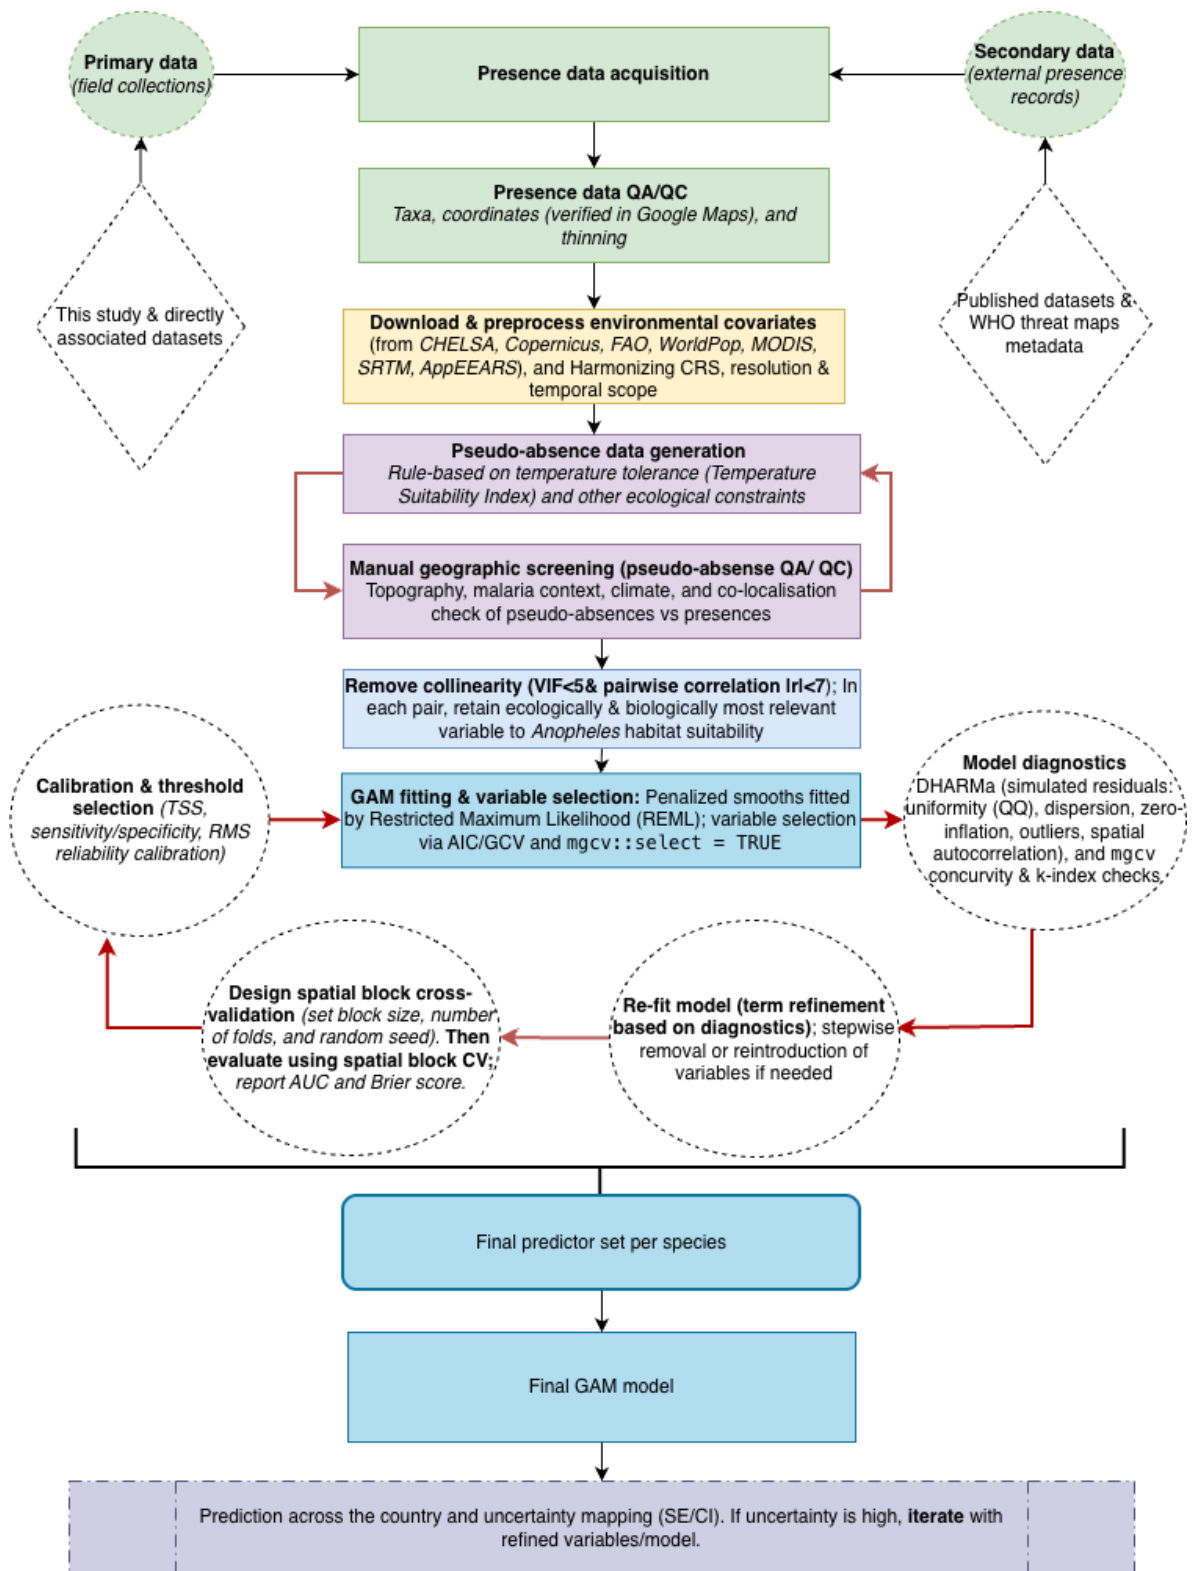 Primary data
(field collections)
Presence data acquisition
Secondary data
(external presence
records)
Presence data QA/QC
Taxa, coordinates (verified in Google Maps), and
thinning
This study & directly
associated datasets
Published datasets &
WHO threat maps
metadata
Download & preprocess environmental covariates
(from CHELSA, Copernicus, FAO, WorldPop, MODIS,
SRTM, AppEEARS), and Harmonizing CRS, resolution &
temporal scope
Pseudo-absence data generation
Rule-based on temperature tolerance (Temperature
Suitability Index) and other ecological constraints
Manual geographic screening (pseudo-absense QA/ QC)
Topography, malaria context, climate, and co-localisation
check of pseudo-absences vs presences
Remove collinearity (VIF<5& pairwise correlation |r|<7); In
each pair, retain ecologically & biologically most relevant
variable to Anopheles habitat suitability
Calibration & threshold
selection (TSS,
sensitivity/specificity, RMS
reliability calibration)
GAM fitting & variable selection: Penalized smooths fitted
by Restricted Maximum Likelihood (REML); variable selection
via AIC/GCV and mgcv::select = TRUE
Model diagnostics
DHARMa (simulated residuals:
uniformity (QQ), dispersion, zero-
inflation, outliers, spatial
autocorrelation), and mgcv
concurvity & k-index checks
Design spatial block cross-
validation (set block size, number
of folds, and random seed). Then
evaluate using spatial block CV;
report AUC and Brier score.
Re-fit model (term refinement
based on diagnostics); stepwise
removal or reintroduction of
variables if needed
Final predictor set per species
Final GAM model
Prediction across the country and uncertainty mapping (SE/CI). If uncertainty is high, iterate with
refined variables/model.